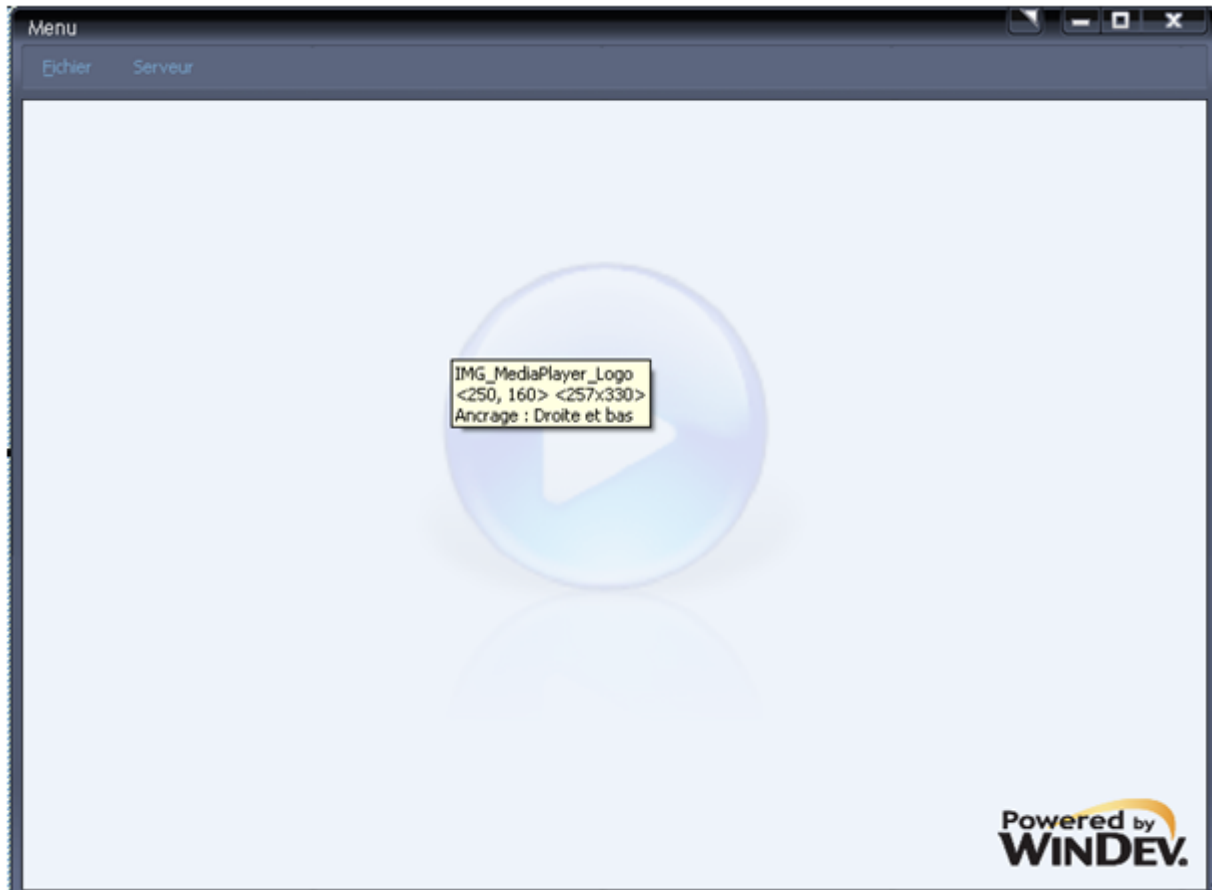 Menu
Fichier Serveur
IMG_MediaPlayer_Logo
<250, 160> <257x330>
Ancrage : Droite et bas
Powered by
WINDEV.